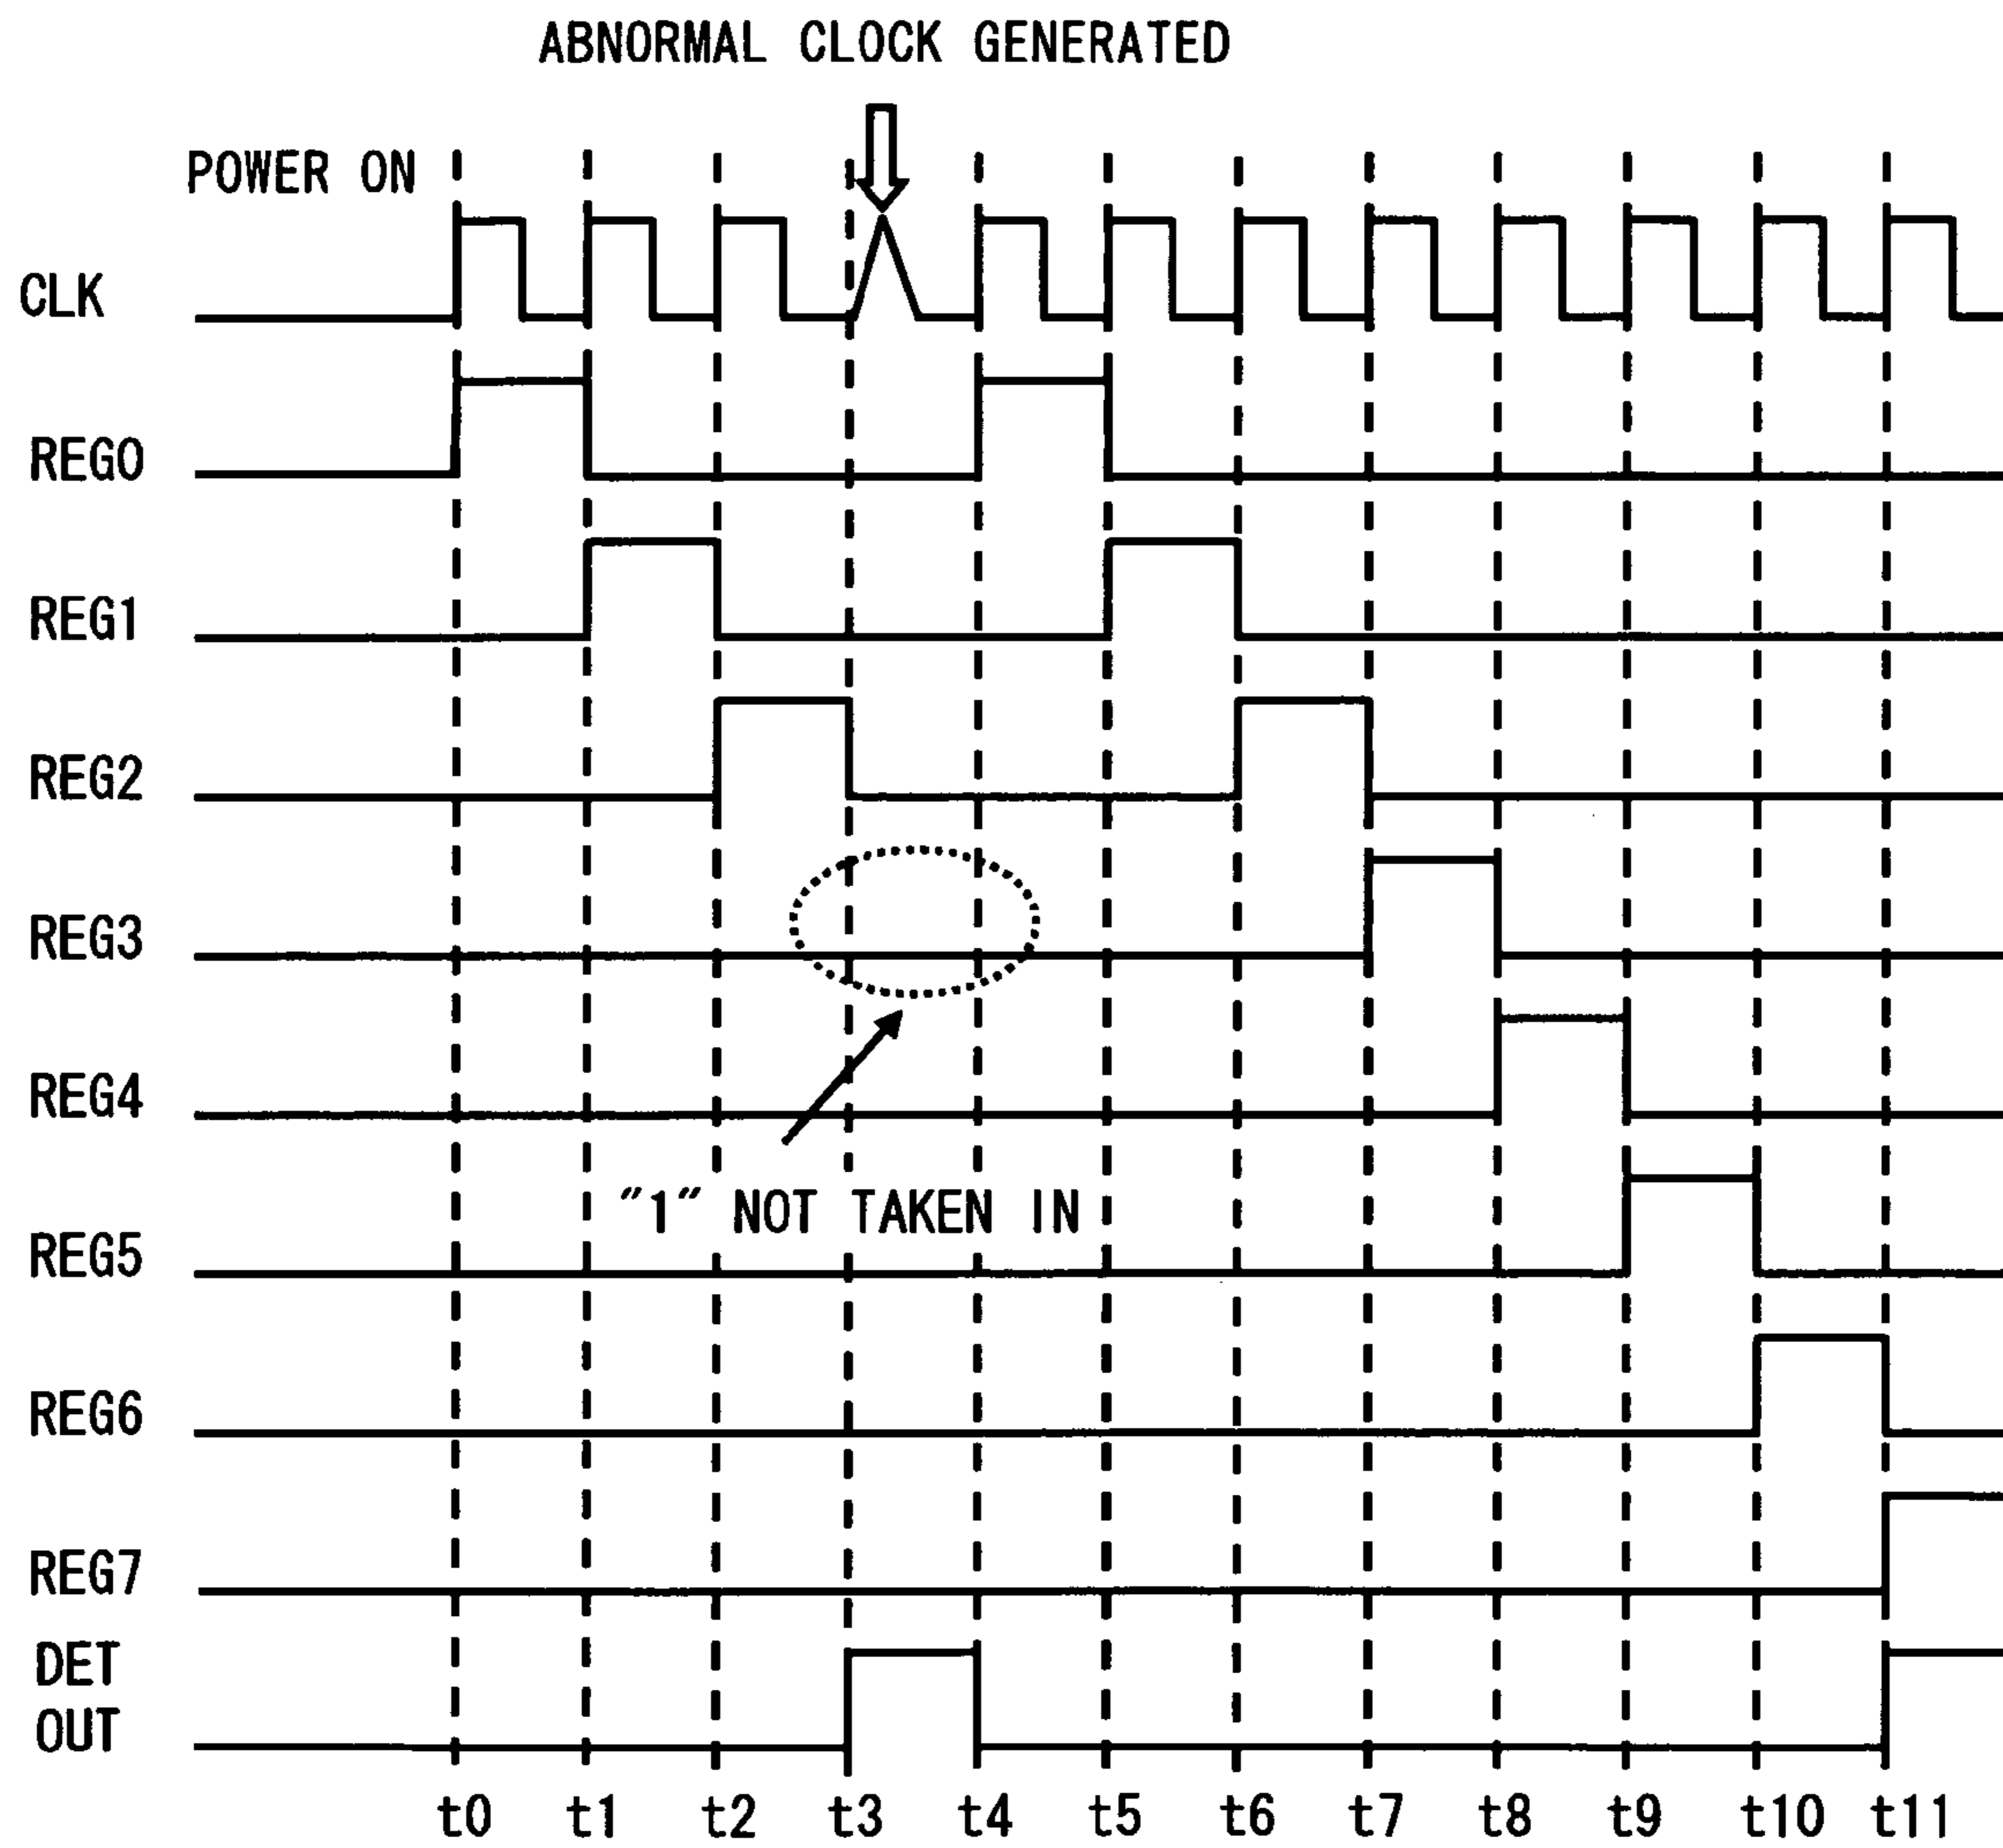 ABNORMAL CLOCK GENERATED
POWER ON
CLK
REG0
REG1
REG2
REG3
REG4
"1" NOT TAKEN IN
REG5
REG6
REG7
DET
OUT
t0 t1 t2 t3 t4 t5 t6 t7 t8 t9 t10 t11